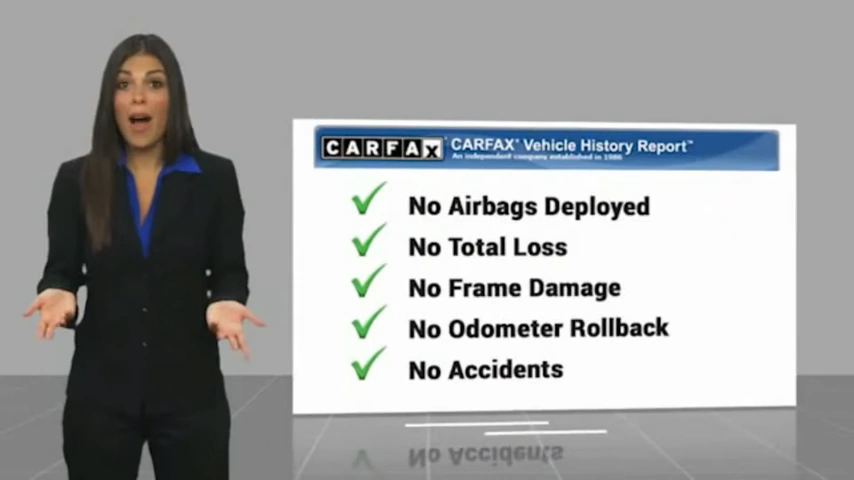 CARFAX CARFAX® Vehicle History Report™
An independent company established in 1986
No Airbags Deployed
No Total Loss
No Frame Damage
No Odometer Rollback
No Accidents
No Accidents